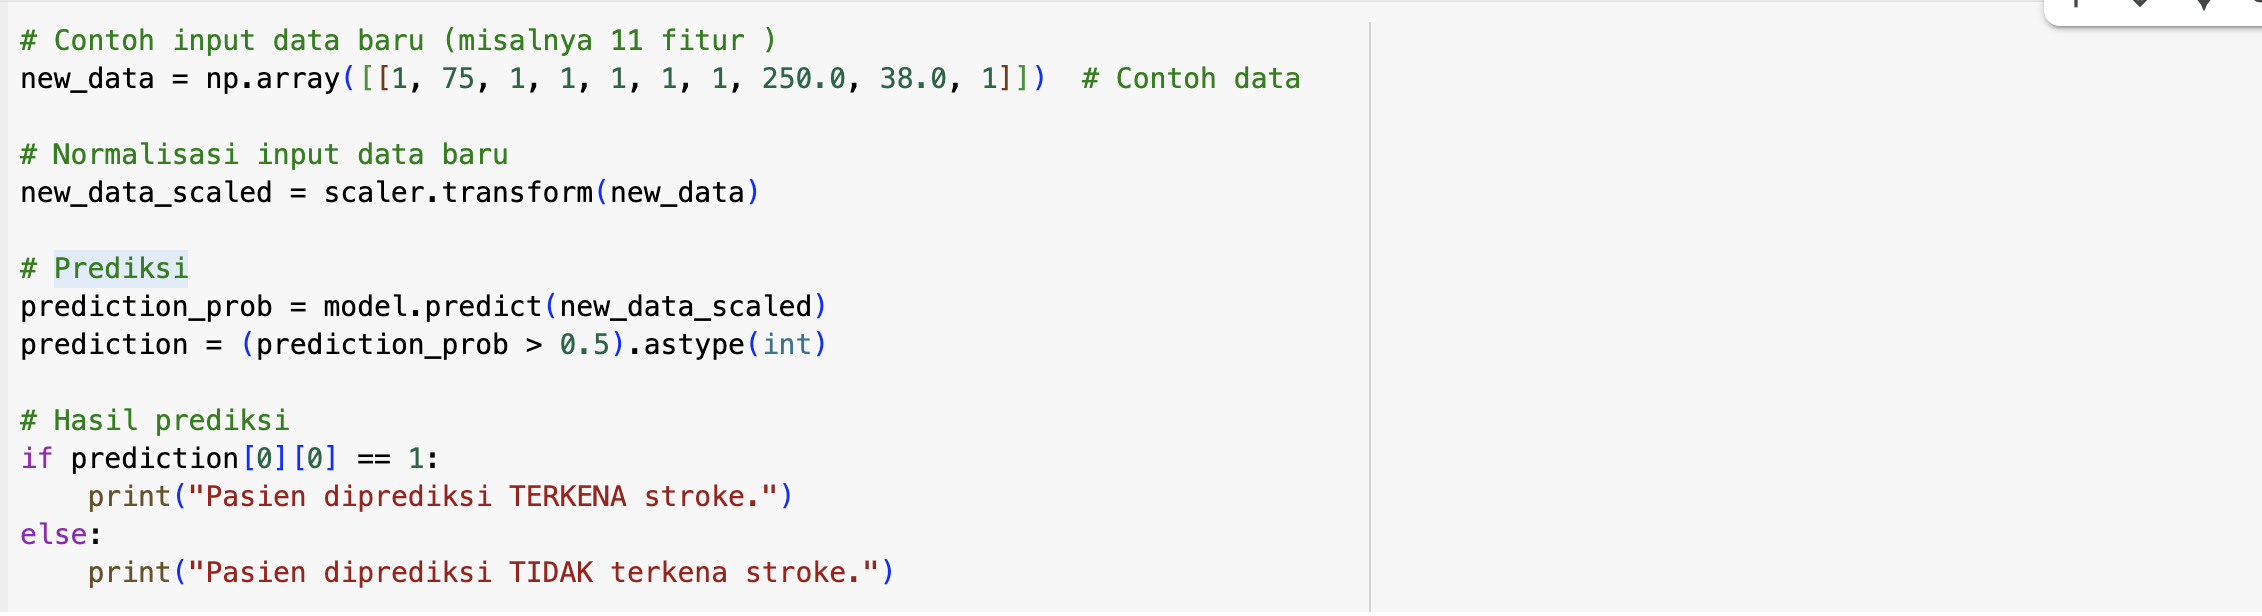 # Contoh input data baru (misalnya 11 fitur )
new_data = np.array([[1, 75, 1, 1, 1, 1, 1, 250.0, 38.0, 1]])  # Contoh data
# Normalisasi input data baru
new_data_scaled = scaler.transform(new_data)
# Prediksi
prediction_prob = model.predict(new_data_scaled)
prediction = (prediction_prob > 0.5).astype(int)
# Hasil prediksi
if prediction[0][0] == 1:
    print("Pasien diprediksi TERKENA stroke.")
else:
    print("Pasien diprediksi TIDAK terkena stroke.")